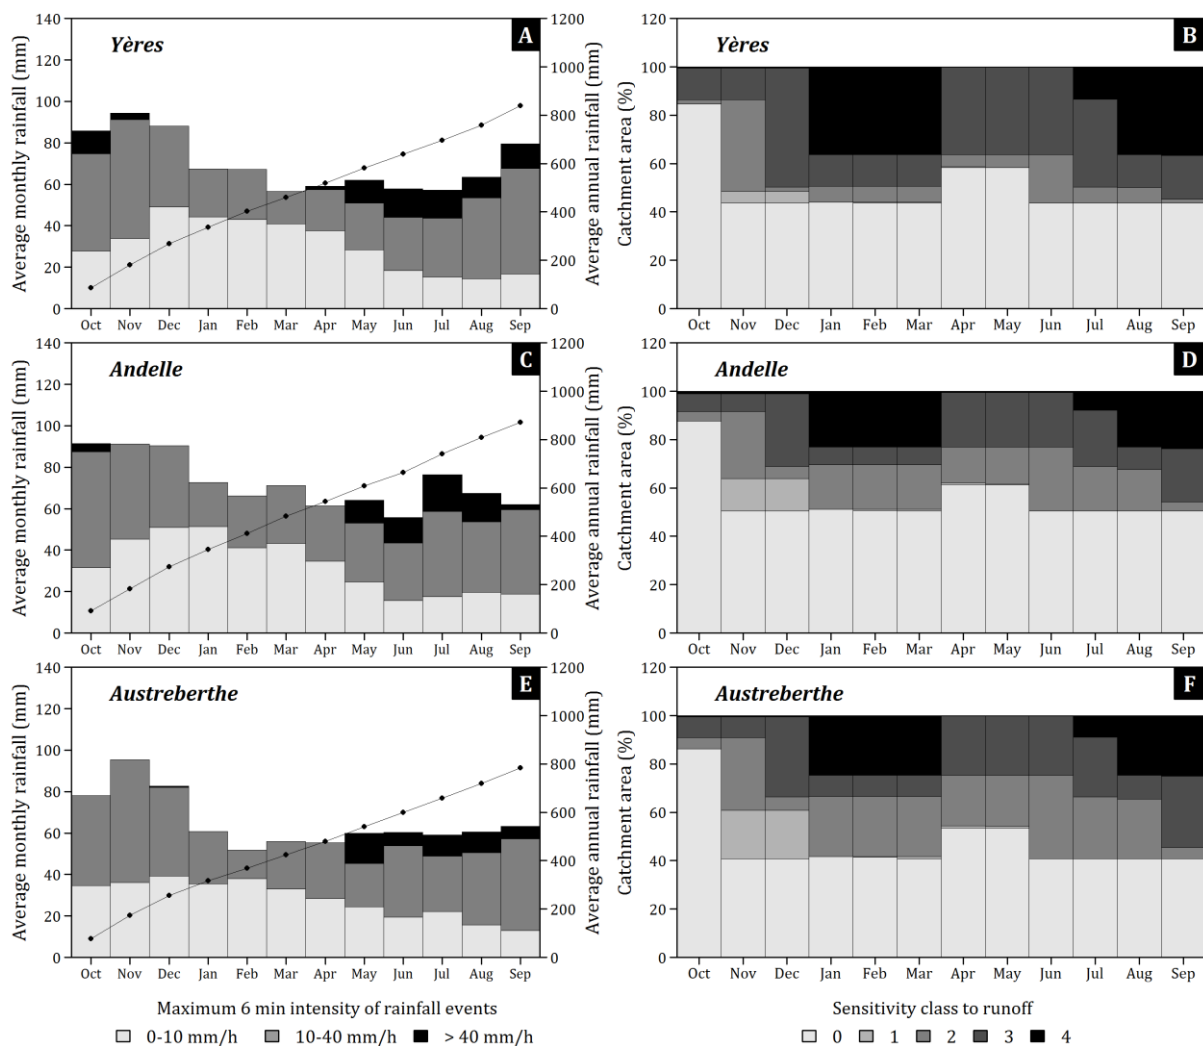 Yères
A
Average monthly rainfall (mm)
140
120
100
80
60
40
20
0
Average annual rainfall (mm)
1200
1000
800
600
400
200
0
Oct Nov Dec Jan Feb Mar Apr May Jun Jul Aug Sep
Yères
B
Catchment area (%)
120
100
80
60
40
20
0
Oct Nov Dec Jan Feb Mar Apr May Jun Jul Aug Sep
Andelle
C
Average monthly rainfall (mm)
140
120
100
80
60
40
20
0
Average annual rainfall (mm)
1200
1000
800
600
400
200
0
Oct Nov Dec Jan Feb Mar Apr May Jun Jul Aug Sep
Andelle
D
Catchment area (%)
120
100
80
60
40
20
0
Oct Nov Dec Jan Feb Mar Apr May Jun Jul Aug Sep
Austreberthe
E
Average monthly rainfall (mm)
140
120
100
80
60
40
20
0
Average annual rainfall (mm)
1200
1000
800
600
400
200
0
Oct Nov Dec Jan Feb Mar Apr May Jun Jul Aug Sep
Austreberthe
F
Catchment area (%)
120
100
80
60
40
20
0
Oct Nov Dec Jan Feb Mar Apr May Jun Jul Aug Sep
Maximum 6 min intensity of rainfall events
0-10 mm/h 10-40 mm/h > 40 mm/h
Sensitivity class to runoff
0 1 2 3 4